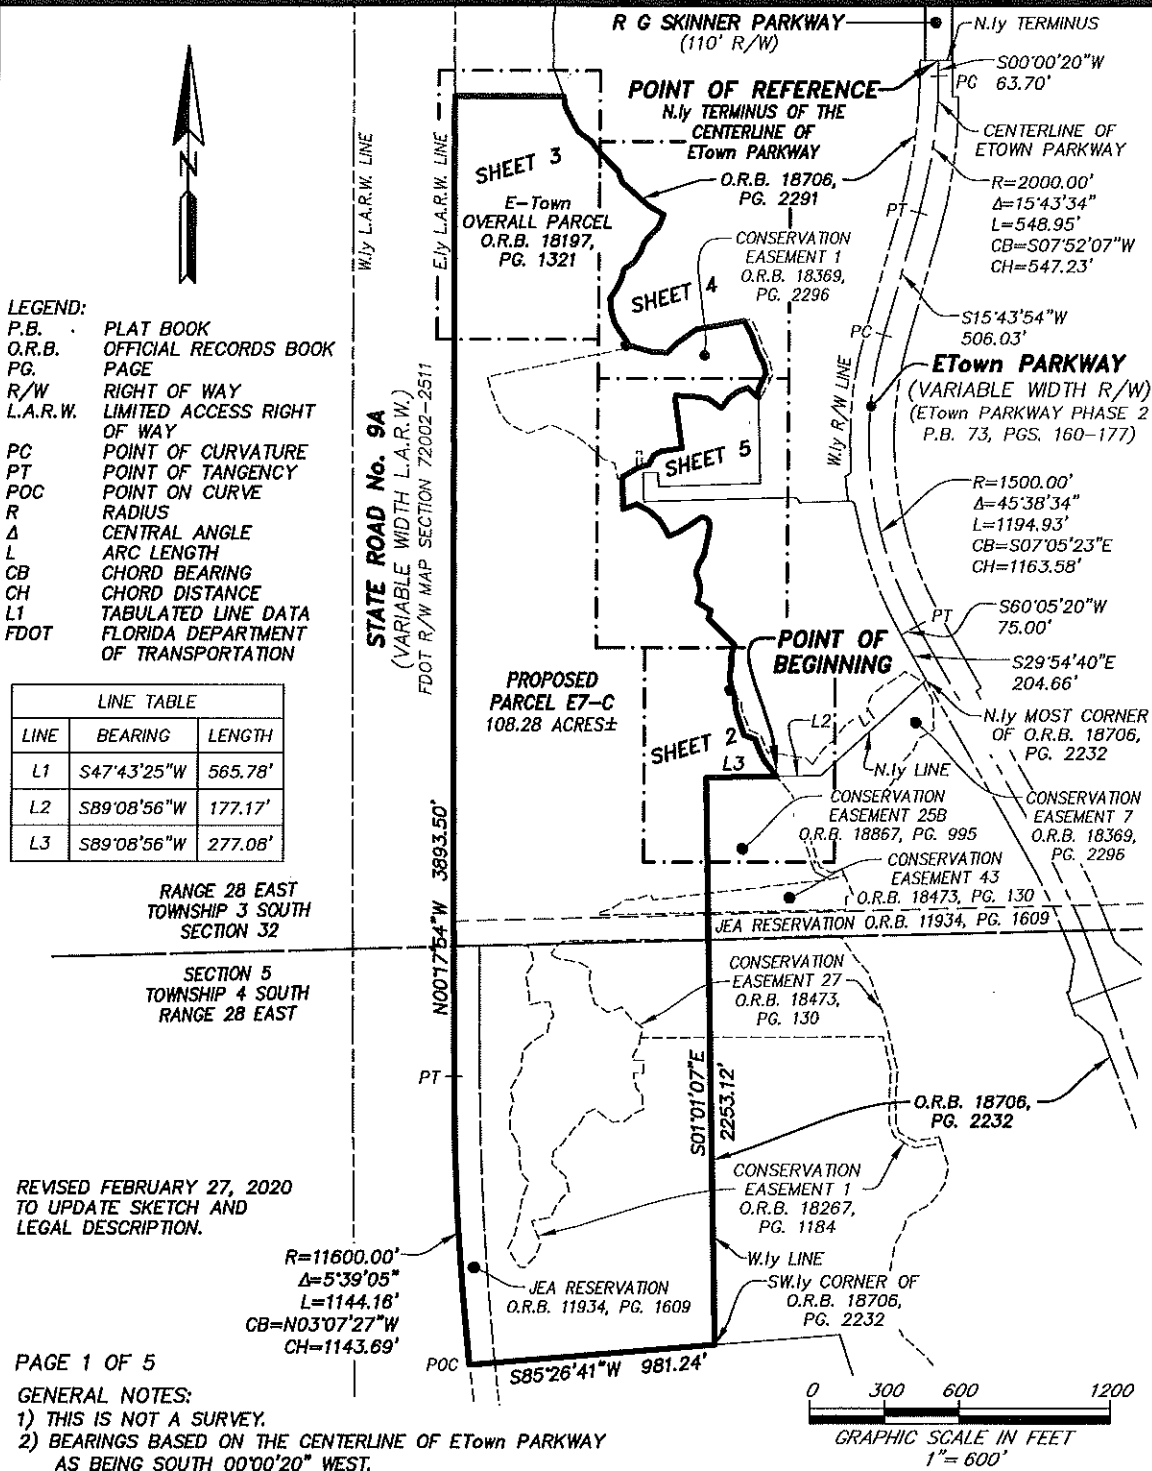 R G SKINNER PARKWAY
(110' R/W)
N.ly TERMINUS
S00°00'20"W
63.70'
PC
POINT OF REFERENCE
N.ly TERMINUS OF THE
CENTERLINE OF
ETown PARKWAY
CENTERLINE OF
ETOWN PARKWAY
O.R.B. 18706,
PG. 2291
R=2000.00'
Δ=15°43'34"
L=548.95'
CB=S07°52'07"W
CH=547.23'
PT
W.ly L.A.R.W. LINE
E.ly L.A.R.W. LINE
SHEET 3
E-Town
OVERALL PARCEL
O.R.B. 18197,
PG. 1321
CONSERVATION
EASEMENT 1
O.R.B. 18369,
PG. 2296
SHEET 4
N
S15°43'54"W
506.03'
PC
LEGEND:
P.B. PLAT BOOK
O.R.B. OFFICIAL RECORDS BOOK
PG. PAGE
R/W RIGHT OF WAY
L.A.R.W. LIMITED ACCESS RIGHT
OF WAY
PC POINT OF CURVATURE
PT POINT OF TANGENCY
POC POINT ON CURVE
R RADIUS
Δ CENTRAL ANGLE
L ARC LENGTH
CB CHORD BEARING
CH CHORD DISTANCE
L1 TABULATED LINE DATA
FDOT FLORIDA DEPARTMENT
OF TRANSPORTATION
STATE ROAD No. 9A
(VARIABLE WIDTH L.A.R.W.)
FDOT R/W MAP SECTION 72002-2511
W.ly R/W LINE
ETown PARKWAY
(VARIABLE WIDTH R/W)
(ETown PARKWAY PHASE 2
P.B. 73, PGS. 160-177)
SHEET 5
R=1500.00'
Δ=45°38'34"
L=1194.93'
CB=S07°05'23"E
CH=1163.58'
S60°05'20"W
75.00'
PT
POINT OF
BEGINNING
S29°54'40"E
204.66'
PROPOSED
PARCEL E7-C
108.28 ACRES±
N.ly MOST CORNER
OF O.R.B. 18706,
PG. 2232
SHEET 2
L2
L1
L3
N.ly LINE
LINE TABLE
LINE BEARING LENGTH
L1 S47°43'25"W 565.78'
L2 S89°08'56"W 177.17'
L3 S89°08'56"W 277.08'
CONSERVATION
EASEMENT 25B
O.R.B. 18867, PG. 995
CONSERVATION
EASEMENT 7
O.R.B. 18369,
PG. 2296
CONSERVATION
EASEMENT 43
O.R.B. 18473, PG. 130
JEA RESERVATION O.R.B. 11934, PG. 1609
N00°17'54"W 3893.50'
RANGE 28 EAST
TOWNSHIP 3 SOUTH
SECTION 32
SECTION 5
TOWNSHIP 4 SOUTH
RANGE 28 EAST
CONSERVATION
EASEMENT 27
O.R.B. 18473,
PG. 130
PT
S01°01'07"E
2253.12'
O.R.B. 18706,
PG. 2232
CONSERVATION
EASEMENT 1
O.R.B. 18267,
PG. 1184
REVISED FEBRUARY 27, 2020
TO UPDATE SKETCH AND
LEGAL DESCRIPTION.
R=11600.00'
Δ=5°39'05"
L=1144.16'
CB=N03°07'27"W
CH=1143.69'
W.ly LINE
JEA RESERVATION
O.R.B. 11934, PG. 1609
SW.ly CORNER OF
O.R.B. 18706,
PG. 2232
POC
S85°26'41"W 981.24'
PAGE 1 OF 5
GENERAL NOTES:
1) THIS IS NOT A SURVEY.
2) BEARINGS BASED ON THE CENTERLINE OF ETown PARKWAY
AS BEING SOUTH 00°00'20" WEST.
0 300 600 1200
GRAPHIC SCALE IN FEET
1"= 600'